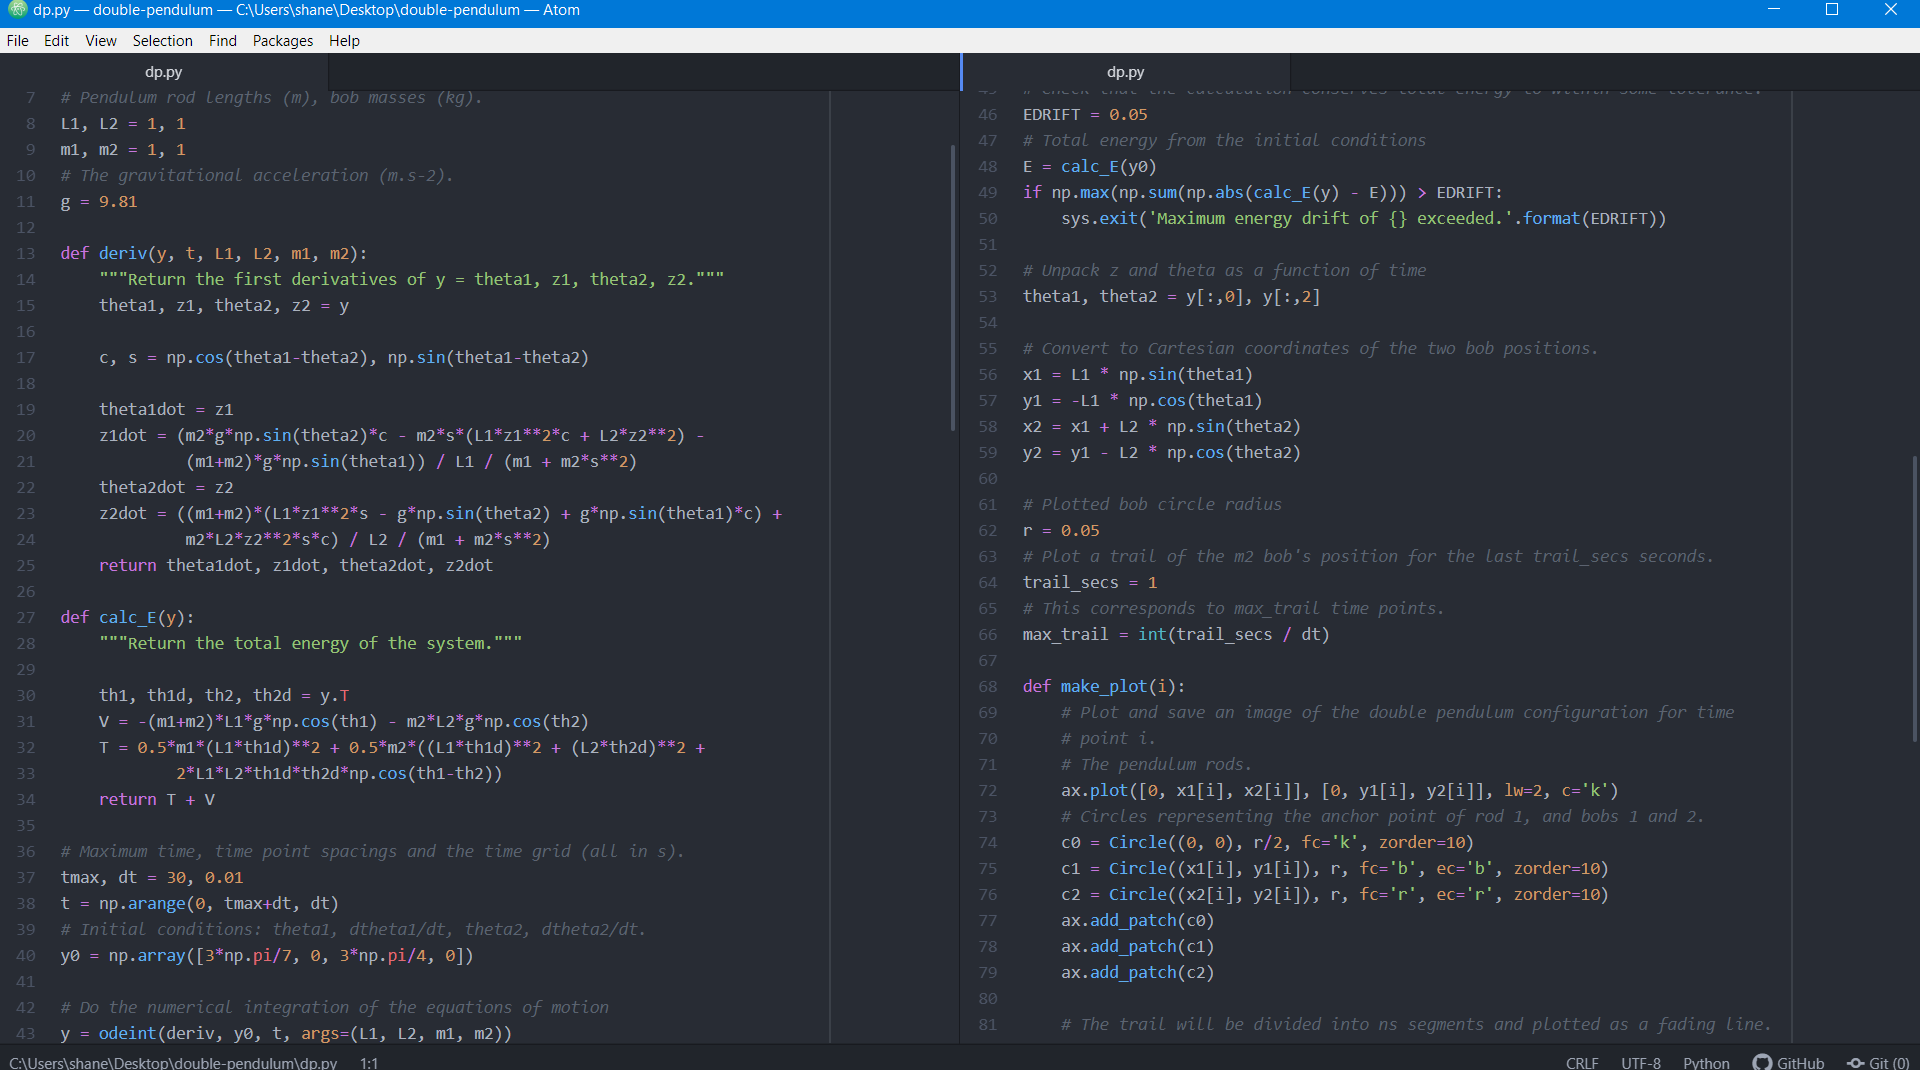 dp.py — double-pendulum — C:\Users\shane\Desktop\double-pendulum — Atom
File Edit View Selection Find Packages Help
dp.py
7 # Pendulum rod lengths (m), bob masses (kg).
8 L1, L2 = 1, 1
9 m1, m2 = 1, 1
10 # The gravitational acceleration (m.s-2).
11 g = 9.81
12
13 def deriv(y, t, L1, L2, m1, m2):
14     """Return the first derivatives of y = theta1, z1, theta2, z2."""
15     theta1, z1, theta2, z2 = y
16
17     c, s = np.cos(theta1-theta2), np.sin(theta1-theta2)
18
19     theta1dot = z1
20     z1dot = (m2*g*np.sin(theta2)*c - m2*s*(L1*z1**2*c + L2*z2**2) -
21              (m1+m2)*g*np.sin(theta1)) / L1 / (m1 + m2*s**2)
22     theta2dot = z2
23     z2dot = ((m1+m2)*(L1*z1**2*s - g*np.sin(theta2) + g*np.sin(theta1)*c) +
24              m2*L2*z2**2*s*c) / L2 / (m1 + m2*s**2)
25     return theta1dot, z1dot, theta2dot, z2dot
26
27 def calc_E(y):
28     """Return the total energy of the system."""
29
30     th1, th1d, th2, th2d = y.T
31     V = -(m1+m2)*L1*g*np.cos(th1) - m2*L2*g*np.cos(th2)
32     T = 0.5*m1*(L1*th1d)**2 + 0.5*m2*((L1*th1d)**2 + (L2*th2d)**2 +
33             2*L1*L2*th1d*th2d*np.cos(th1-th2))
34     return T + V
35
36 # Maximum time, time point spacings and the time grid (all in s).
37 tmax, dt = 30, 0.01
38 t = np.arange(0, tmax+dt, dt)
39 # Initial conditions: theta1, dtheta1/dt, theta2, dtheta2/dt.
40 y0 = np.array([3*np.pi/7, 0, 3*np.pi/4, 0])
41
42 # Do the numerical integration of the equations of motion
43 y = odeint(deriv, y0, t, args=(L1, L2, m1, m2))
dp.py
45 # Check that the calculation conserves total energy to within some tolerance.
46 EDRIFT = 0.05
47 # Total energy from the initial conditions
48 E = calc_E(y0)
49 if np.max(np.sum(np.abs(calc_E(y) - E))) > EDRIFT:
50     sys.exit('Maximum energy drift of {} exceeded.'.format(EDRIFT))
51
52 # Unpack z and theta as a function of time
53 theta1, theta2 = y[:,0], y[:,2]
54
55 # Convert to Cartesian coordinates of the two bob positions.
56 x1 = L1 * np.sin(theta1)
57 y1 = -L1 * np.cos(theta1)
58 x2 = x1 + L2 * np.sin(theta2)
59 y2 = y1 - L2 * np.cos(theta2)
60
61 # Plotted bob circle radius
62 r = 0.05
63 # Plot a trail of the m2 bob's position for the last trail_secs seconds.
64 trail_secs = 1
65 # This corresponds to max_trail time points.
66 max_trail = int(trail_secs / dt)
67
68 def make_plot(i):
69     # Plot and save an image of the double pendulum configuration for time
70     # point i.
71     # The pendulum rods.
72     ax.plot([0, x1[i], x2[i]], [0, y1[i], y2[i]], lw=2, c='k')
73     # Circles representing the anchor point of rod 1, and bobs 1 and 2.
74     c0 = Circle((0, 0), r/2, fc='k', zorder=10)
75     c1 = Circle((x1[i], y1[i]), r, fc='b', ec='b', zorder=10)
76     c2 = Circle((x2[i], y2[i]), r, fc='r', ec='r', zorder=10)
77     ax.add_patch(c0)
78     ax.add_patch(c1)
79     ax.add_patch(c2)
80
81     # The trail will be divided into ns segments and plotted as a fading line.
C:\Users\shane\Desktop\double-pendulum\dp.py 1:1 CRLF UTF-8 Python GitHub Git (0)